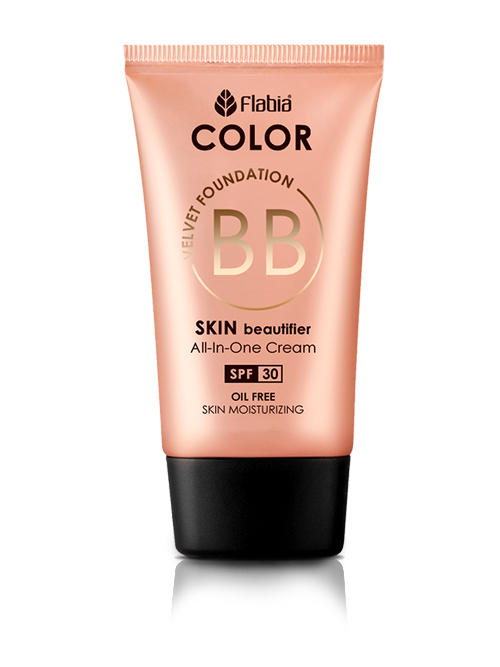 Flabia®
COLOR
VELVET FOUNDATION
BB
SKIN beautifier
All-In-One Cream
SPF 30
OIL FREE
SKIN MOISTURIZING